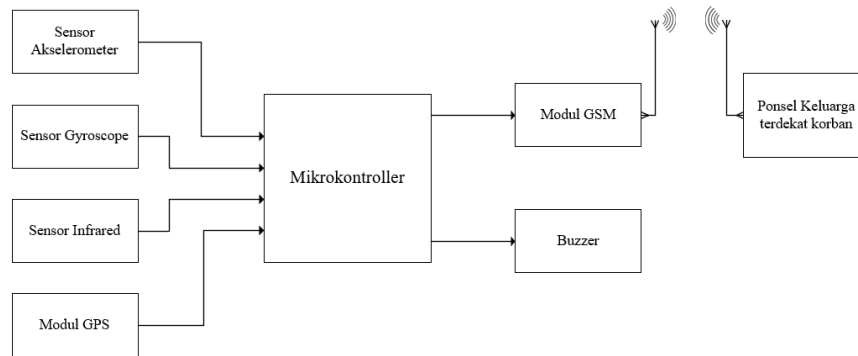 Sensor
Akselerometer
Sensor Gyroscope
Sensor Infrared
Modul GPS
Mikrokontroller
Modul GSM
Buzzer
Ponsel Keluarga
terdekat korban